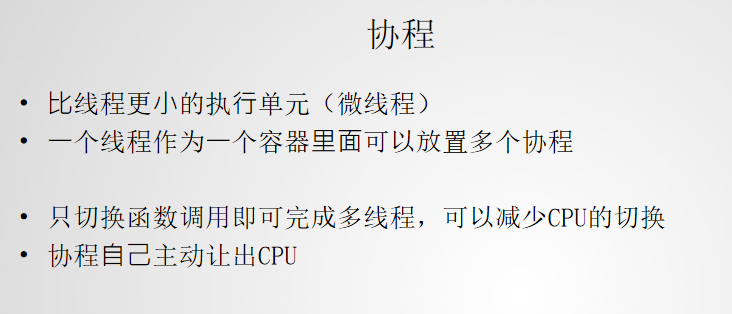 协程
• 比线程更小的执行单元（微线程）
• 一个线程作为一个容器里面可以放置多个协程
• 只切换函数调用即可完成多线程，可以减少CPU的切换
• 协程自己主动让出CPU